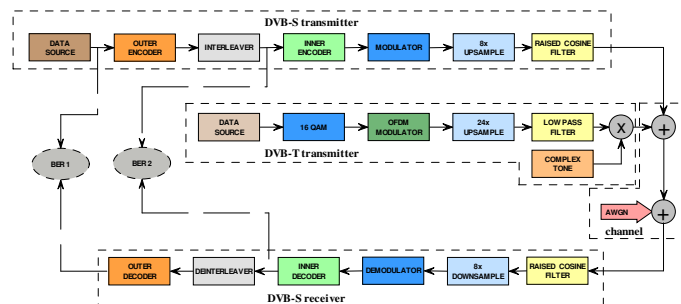 DVB-S transmitter
DATA
SOURCE
OUTER
ENCODER
INTERLEAVER
INNER
ENCODER
MODULATOR
8x
UPSAMPLE
RAISED COSINE
FILTER
DATA
SOURCE
16 QAM
OFDM
MODULATOR
24x
UPSAMPLE
LOW PASS
FILTER
X
+
COMPLEX
TONE
DVB-T transmitter
BER 1
BER 2
AWGN
+
channel
OUTER
DECODER
DEINTERLEAVER
INNER
DECODER
DEMODULATOR
8x
DOWNSAMPLE
RAISED COSINE
FILTER
DVB-S receiver